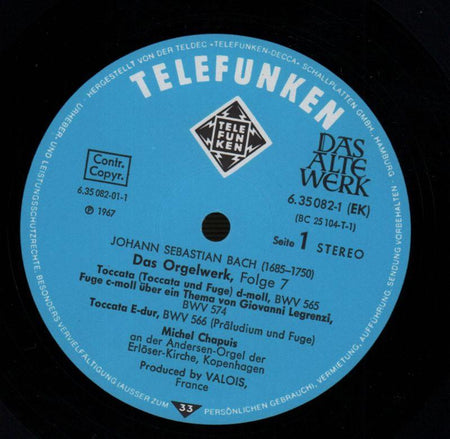 HERGESTELLT VON DER TELDEC »TELEFUNKEN-DECCA« SCHALLPLATTEN GMBH · HAMBURG
TELEFUNKEN
TELE
FUN
KEN
DAS
ALTE
WERK
Contr.
Copyr.
6.35 082-01-1
℗ 1967
6.35 082-1 (EK)
(BC 25 104-T-1)
Seite 1 STEREO
JOHANN SEBASTIAN BACH (1685–1750)
Das Orgelwerk, Folge 7
Toccata (Toccata und Fuge) d-moll, BWV 565
Fuge c-moll über ein Thema von Giovanni Legrenzi,
BWV 574
Toccata E-dur, BWV 566 (Präludium und Fuge)
Michel Chapuis
an der Andersen-Orgel der
Erlöser-Kirche, Kopenhagen
Produced by VALOIS,
France
33
URHEBER- UND LEISTUNGSSCHUTZRECHTE, BESONDERS VERVIELFÄLTIGUNG (AUSSER ZUM PERSÖNLICHEN GEBRAUCH), VERMIETUNG, AUFFÜHRUNG, SENDUNG VORBEHALTEN